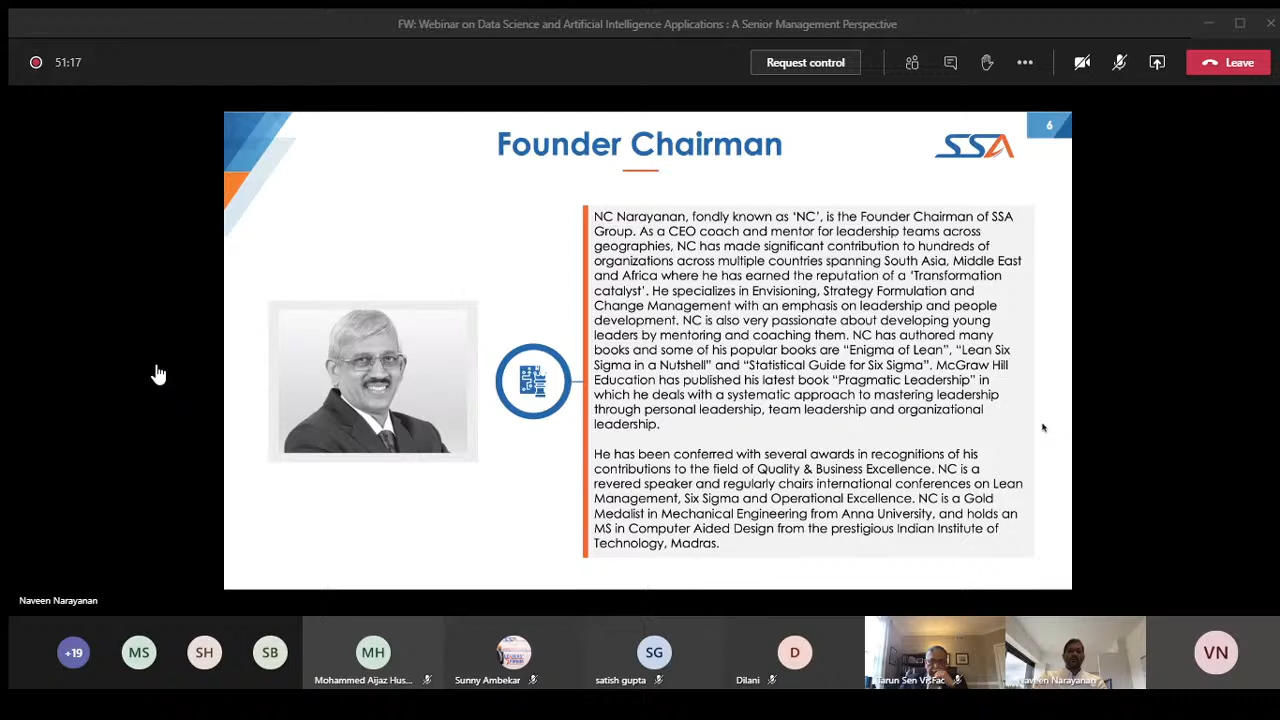 FW: Webinar on Data Science and Artificial Intelligence Applications : A Senior Management Perspective
51:17
Request control
Leave
Founder Chairman
SSA
6
NC Narayanan, fondly known as ‘NC’, is the Founder Chairman of SSA
Group. As a CEO coach and mentor for leadership teams across
geographies, NC has made significant contribution to hundreds of
organizations across multiple countries spanning South Asia, Middle East
and Africa where he has earned the reputation of a ‘Transformation
catalyst’. He specializes in Envisioning, Strategy Formulation and
Change Management with an emphasis on leadership and people
development. NC is also very passionate about developing young
leaders by mentoring and coaching them. NC has authored many
books and some of his popular books are “Enigma of Lean”, “Lean Six
Sigma in a Nutshell” and “Statistical Guide for Six Sigma”. McGraw Hill
Education has published his latest book “Pragmatic Leadership” in
which he deals with a systematic approach to mastering leadership
through personal leadership, team leadership and organizational
leadership.
He has been conferred with several awards in recognitions of his
contributions to the field of Quality & Business Excellence. NC is a
revered speaker and regularly chairs international conferences on Lean
Management, Six Sigma and Operational Excellence. NC is a Gold
Medalist in Mechanical Engineering from Anna University, and holds an
MS in Computer Aided Design from the prestigious Indian Institute of
Technology, Madras.
Naveen Narayanan
+19
MS
SH
SB
MH
SG
D
VN
Mohammed Aijaz Hus...
Sunny Ambekar
satish gupta
Dilani
Sen VP.Fac
Naveen Narayanan